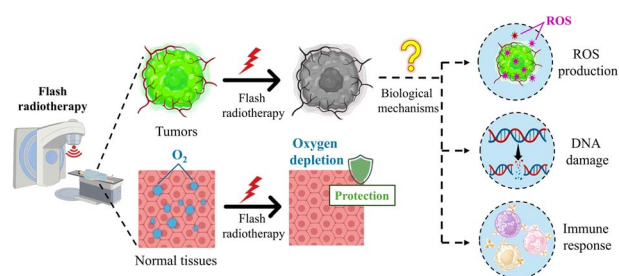 Flash
radiotherapy
Tumors
Flash
radiotherapy
?
Biological
mechanisms
O2
Normal tissues
Flash
radiotherapy
Oxygen
depletion
Protection
ROS
ROS
production
DNA
damage
Immune
response